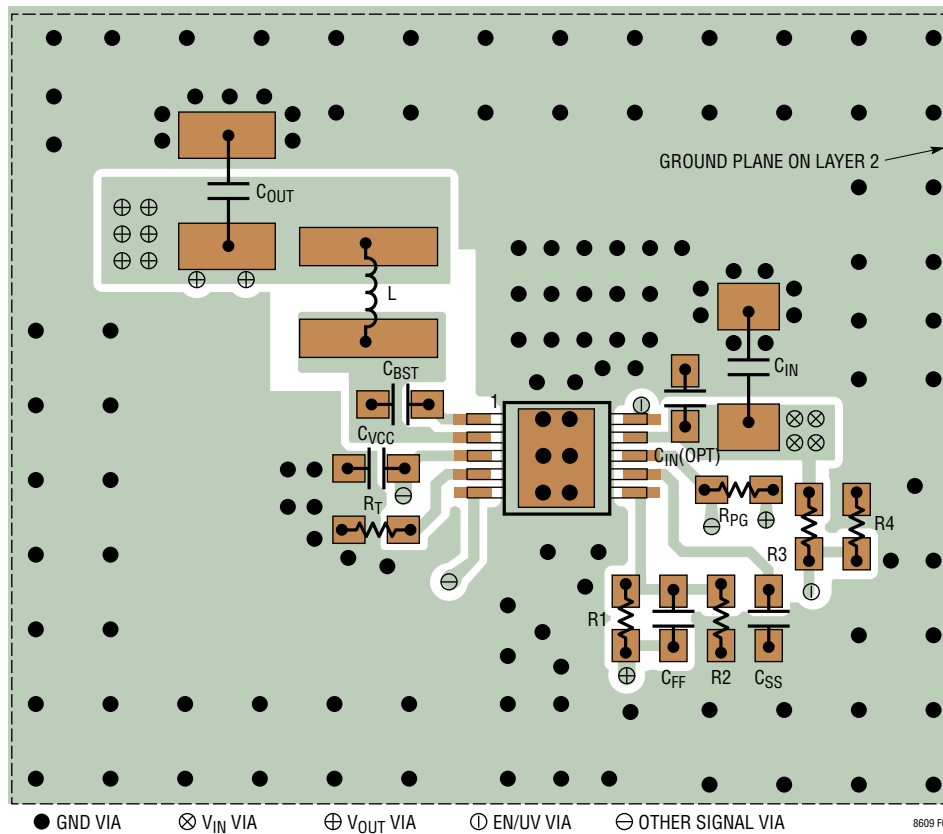 GROUND PLANE ON LAYER 2
COUT
L
CBST
CIN
1
CVCC
CIN(OPT)
RT
RPG
R3
R4
R1
CFF
R2
CSS
GND VIA
VIN VIA
VOUT VIA
EN/UV VIA
OTHER SIGNAL VIA
8609